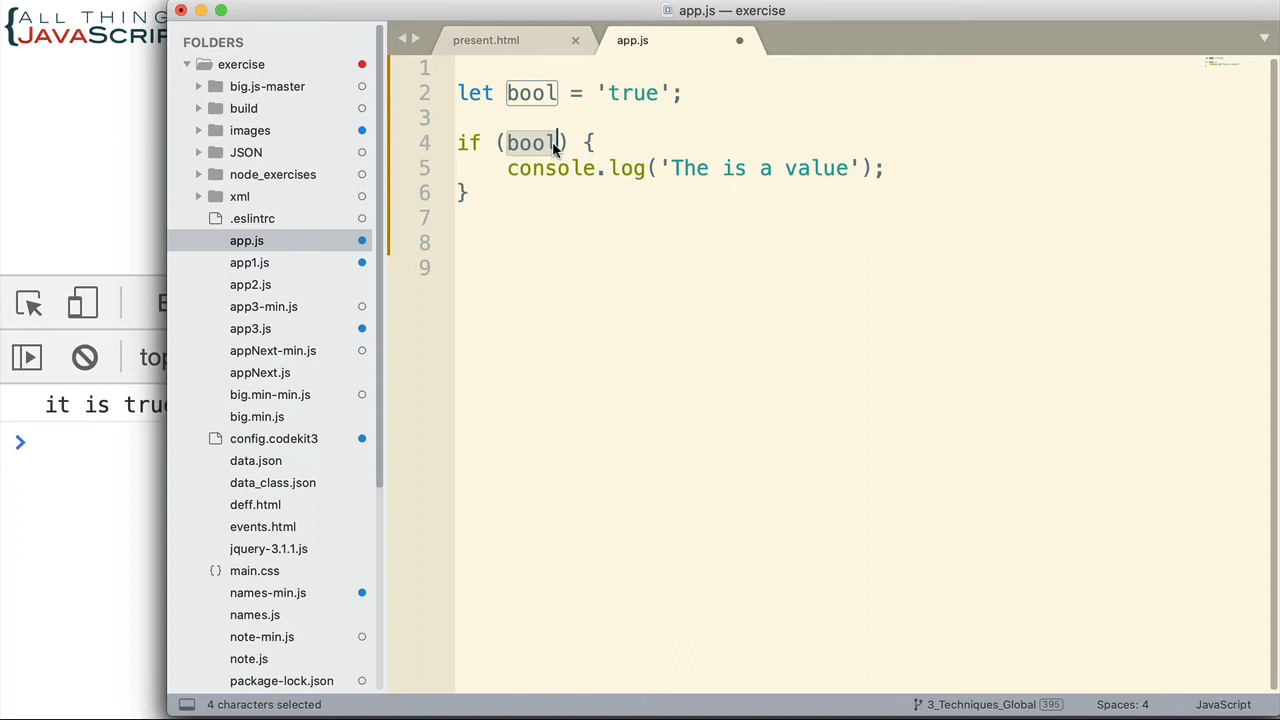 ALL THING
{JAVASCRI
app.js — exercise
FOLDERS
exercise
big.js-master
build
images
JSON
node_exercises
xml
.eslintrc
app.js
app1.js
app2.js
app3-min.js
app3.js
appNext-min.js
appNext.js
big.min-min.js
big.min.js
config.codekit3
data.json
data_class.json
deff.html
events.html
jquery-3.1.1.js
{ } main.css
names-min.js
names.js
note-min.js
note.js
package-lock.json
present.html ×
app.js
1
2 let bool = 'true';
3
4 if (bool) {
5 console.log('The is a value');
6 }
7
8
9
top
it is true
>
4 characters selected
3_Techniques_Global 395
Spaces: 4
JavaScript